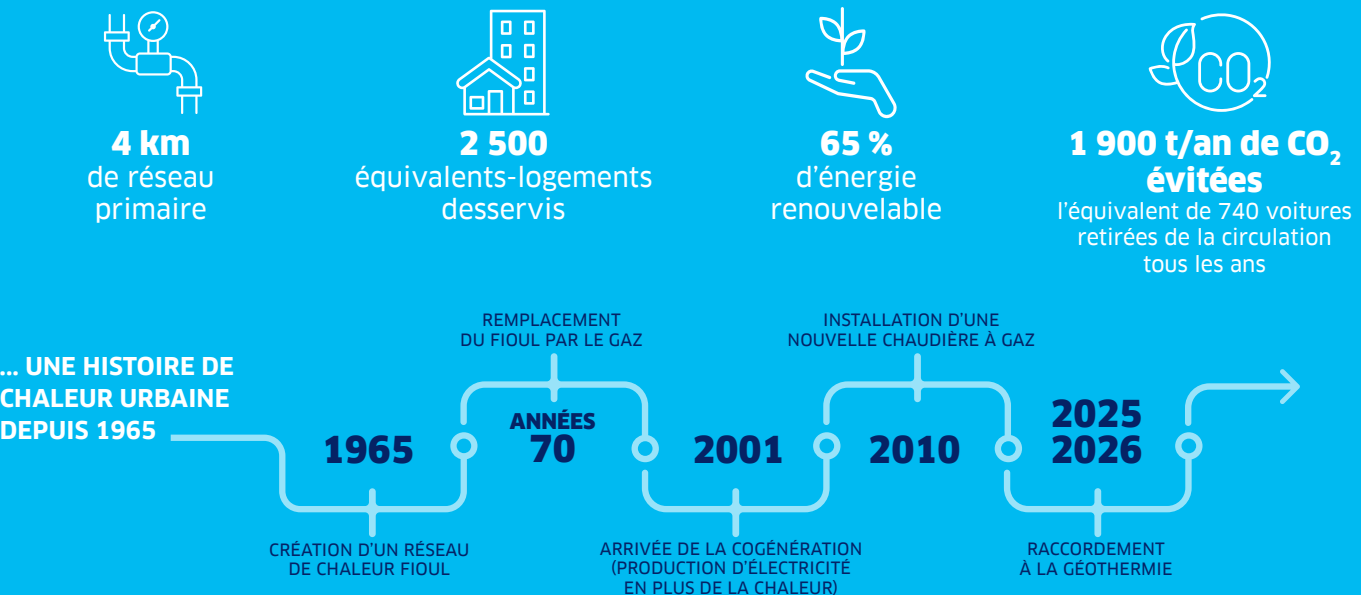 4 km
de réseau
primaire
2 500
équivalents-logements
desservis
65 %
d'énergie
renouvelable
CO2
1 900 t/an de CO2
évitées
l'équivalent de 740 voitures
retirées de la circulation
tous les ans
... UNE HISTOIRE DE
CHALEUR URBAINE
DEPUIS 1965
1965
CRÉATION D'UN RÉSEAU
DE CHALEUR FIOUL
REMPLACEMENT
DU FIOUL PAR LE GAZ
ANNÉES
70
2001
ARRIVÉE DE LA COGÉNÉRATION
(PRODUCTION D'ÉLECTRICITÉ
EN PLUS DE LA CHALEUR)
INSTALLATION D'UNE
NOUVELLE CHAUDIÈRE À GAZ
2010
2025
2026
RACCORDEMENT
À LA GÉOTHERMIE